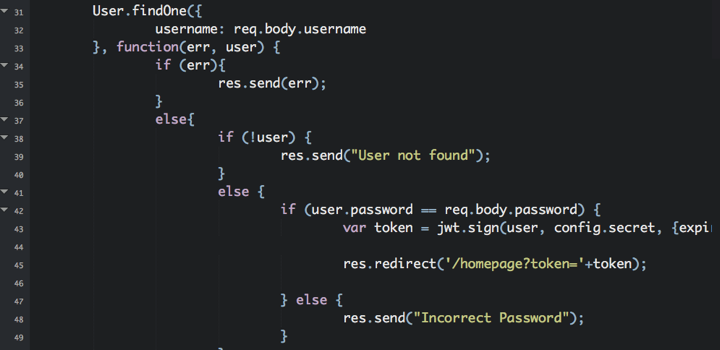 31 User.findOne({
32 username: req.body.username
33 }, function(err, user) {
34 if (err){
35 res.send(err);
36 }
37 else{
38 if (!user) {
39 res.send("User not found");
40 }
41 else {
42 if (user.password == req.body.password) {
43 var token = jwt.sign(user, config.secret, {expir
44
45 res.redirect('/homepage?token='+token);
46
47 } else {
48 res.send("Incorrect Password");
49 }